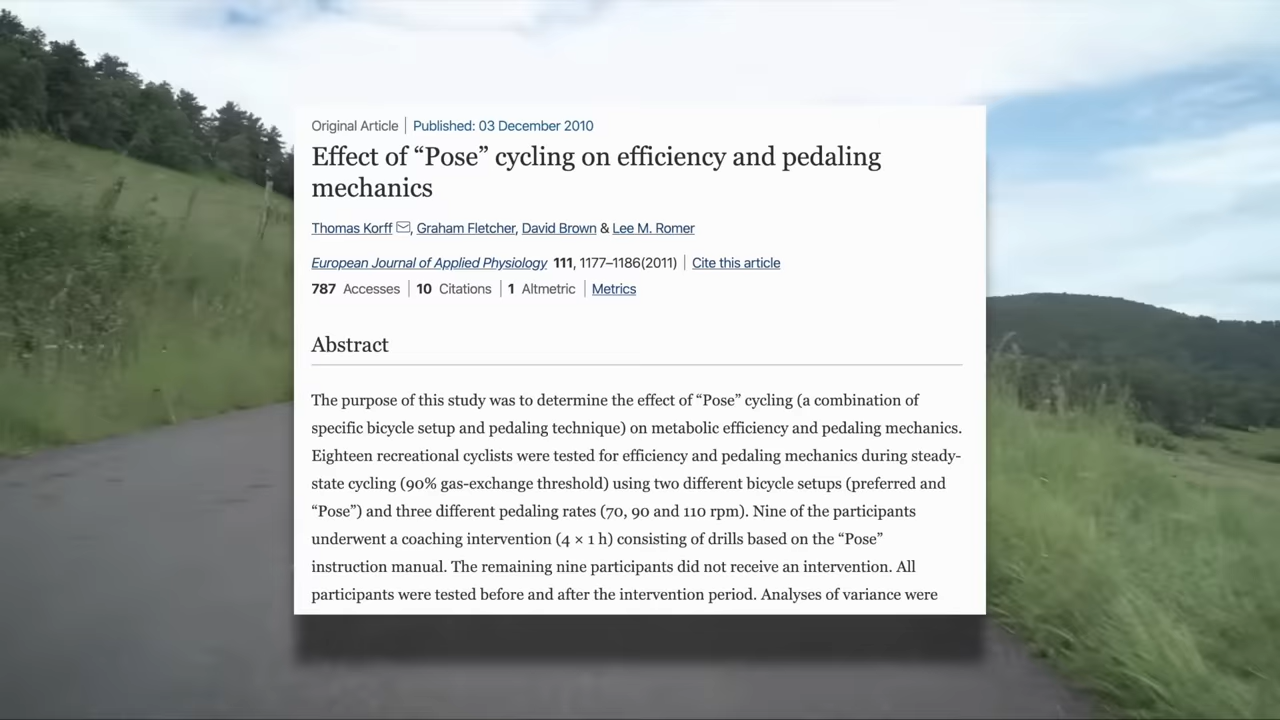 Original Article | Published: 03 December 2010
Effect of “Pose” cycling on efficiency and pedaling
mechanics
Thomas Korff, Graham Fletcher, David Brown & Lee M. Romer
European Journal of Applied Physiology 111, 1177–1186(2011) | Cite this article
787 Accesses | 10 Citations | 1 Altmetric | Metrics
Abstract
The purpose of this study was to determine the effect of “Pose” cycling (a combination of
specific bicycle setup and pedaling technique) on metabolic efficiency and pedaling mechanics.
Eighteen recreational cyclists were tested for efficiency and pedaling mechanics during steady-
state cycling (90% gas-exchange threshold) using two different bicycle setups (preferred and
“Pose”) and three different pedaling rates (70, 90 and 110 rpm). Nine of the participants
underwent a coaching intervention (4 × 1 h) consisting of drills based on the “Pose”
instruction manual. The remaining nine participants did not receive an intervention. All
participants were tested before and after the intervention period. Analyses of variance were